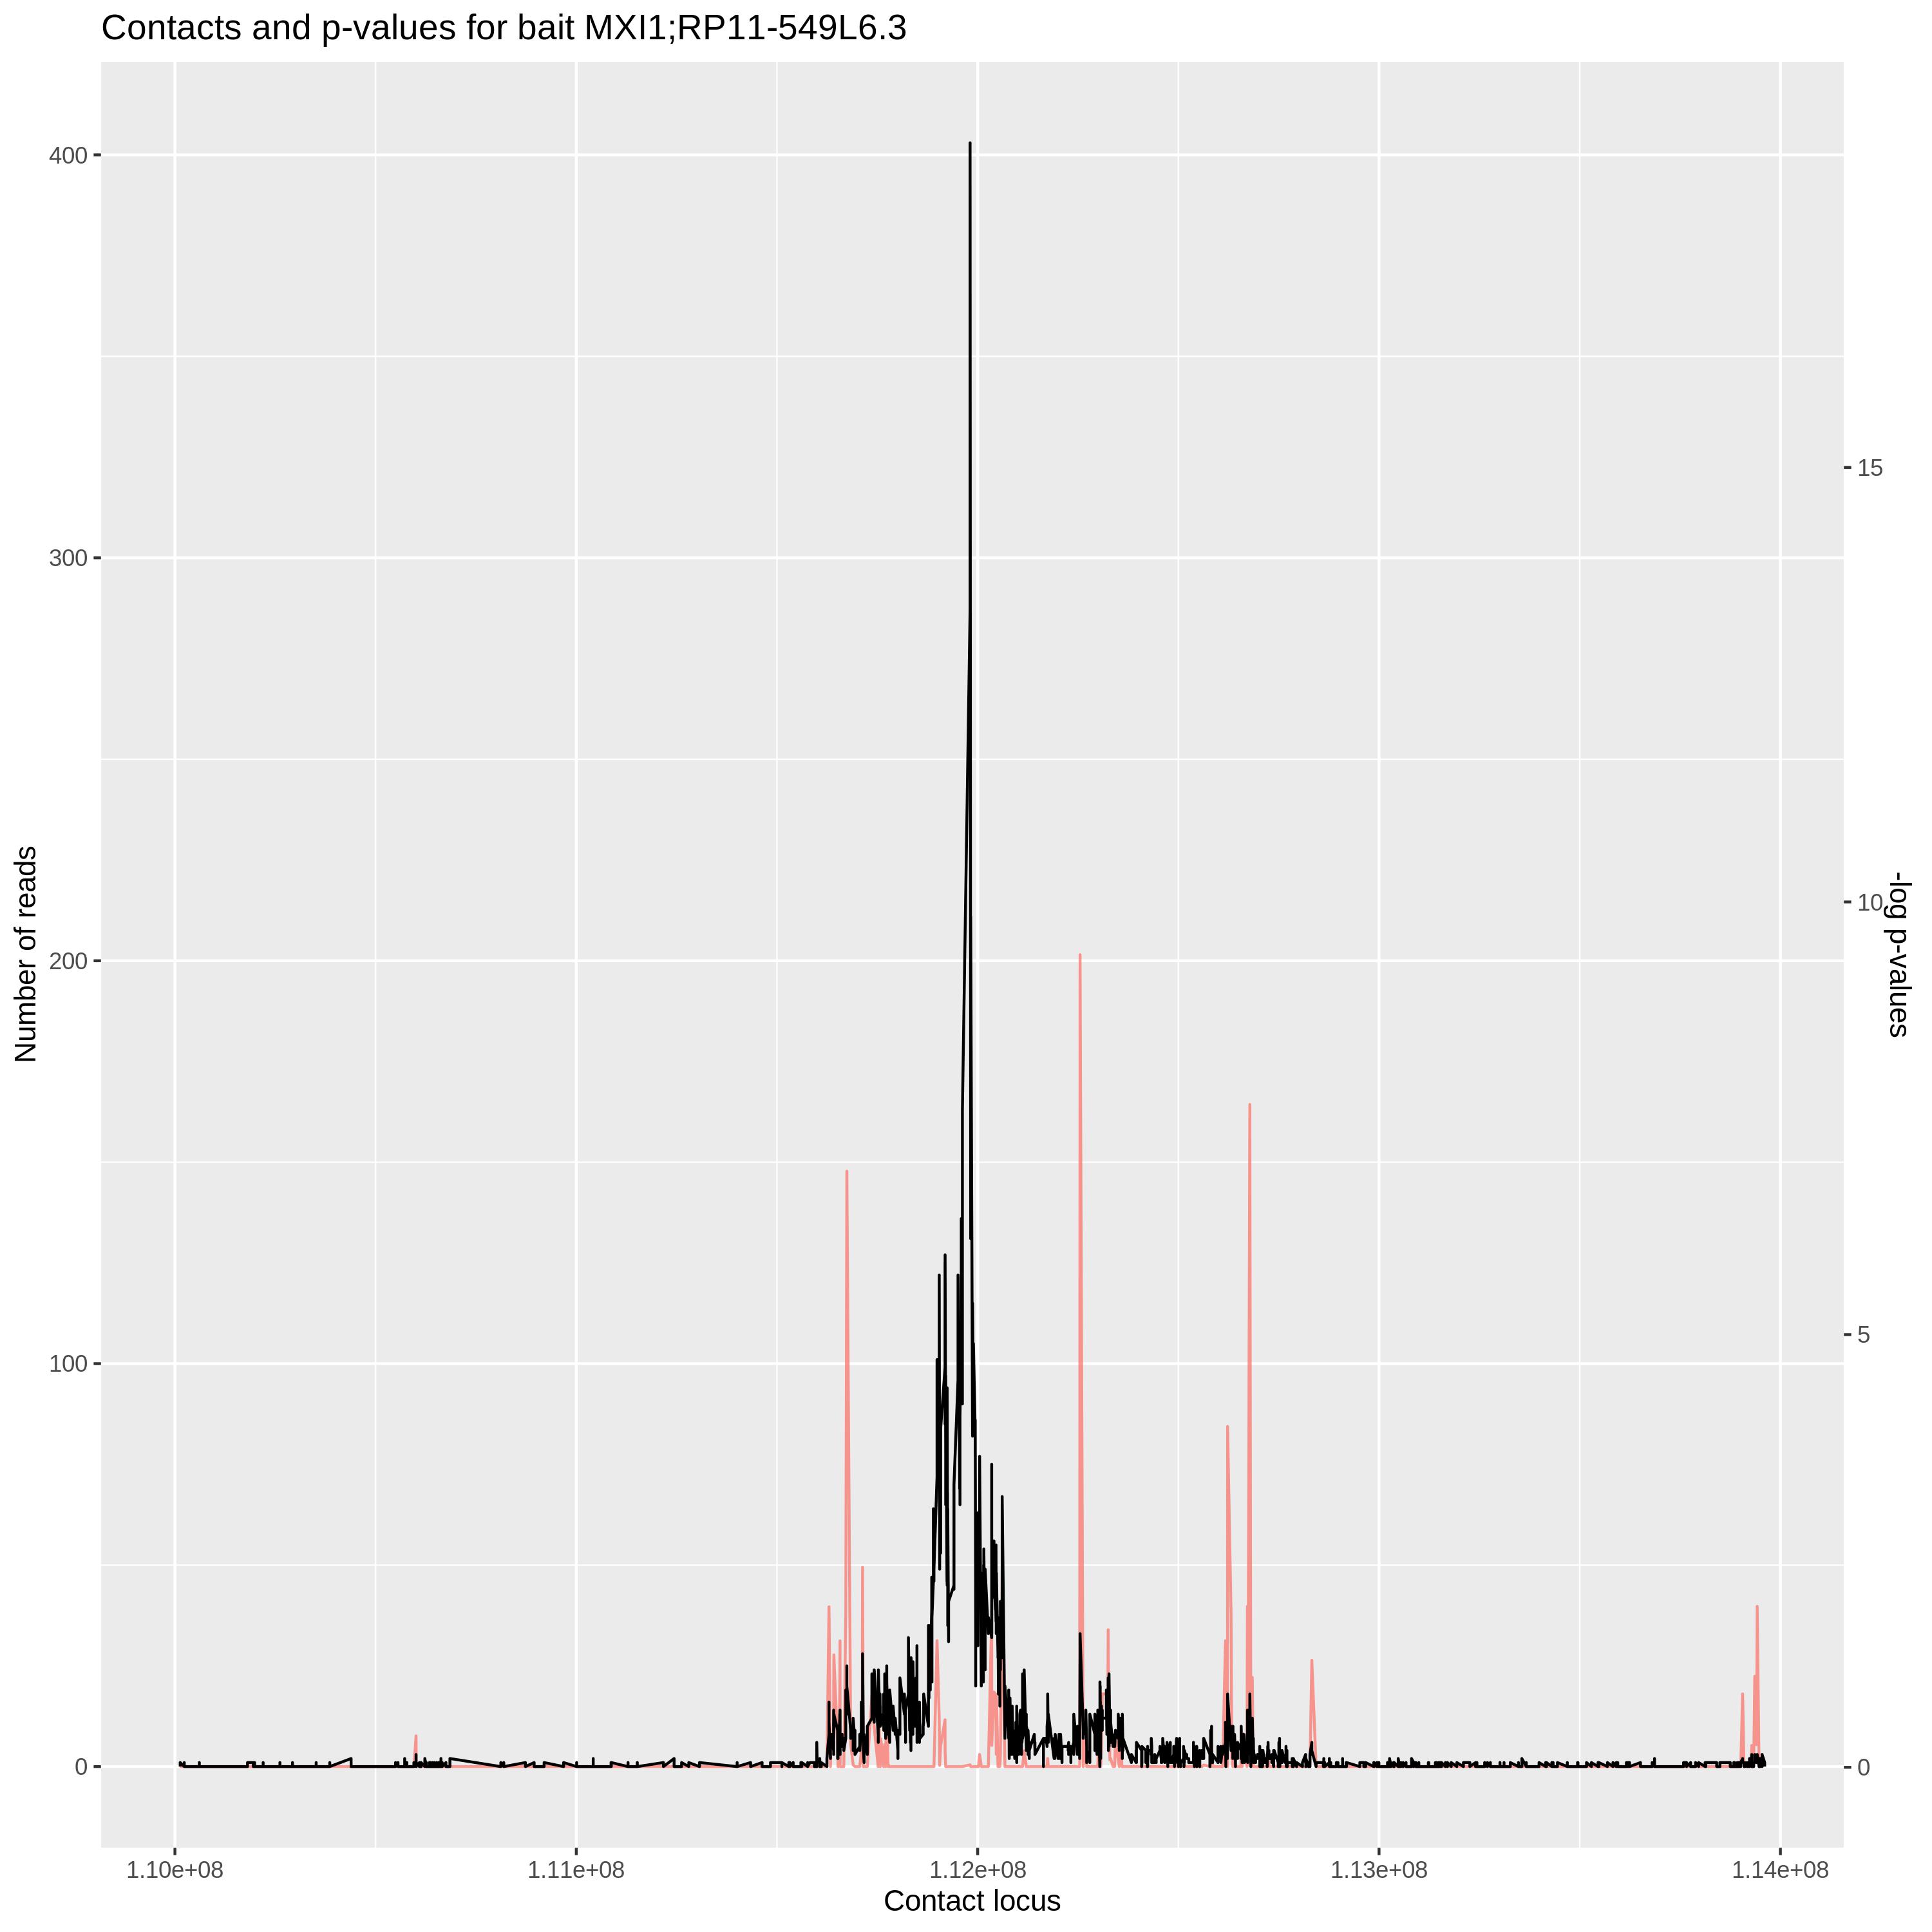 Contacts and p-values for bait MXI1;RP11-549L6.3
400
300
200
100
0
Number of reads
15
10
5
0
-log p-values
1.10e+08 1.11e+08 1.12e+08 1.13e+08 1.14e+08
Contact locus